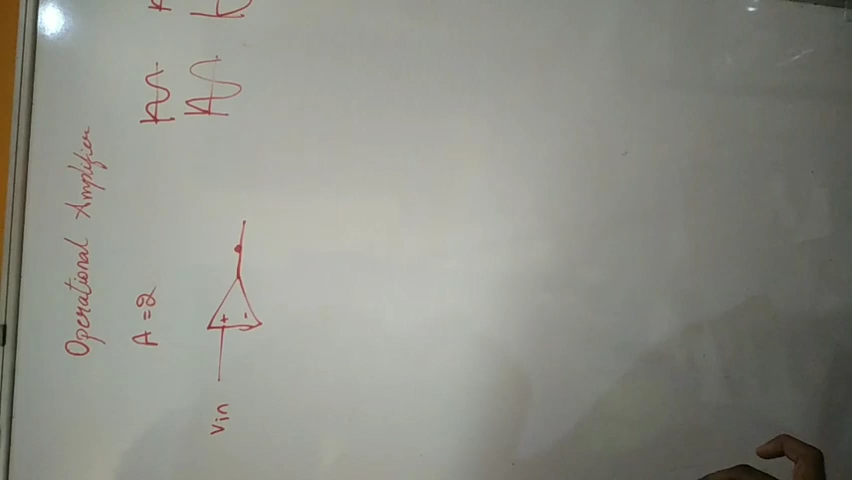 Operational Amplifier
A = 2
Vin
+
-